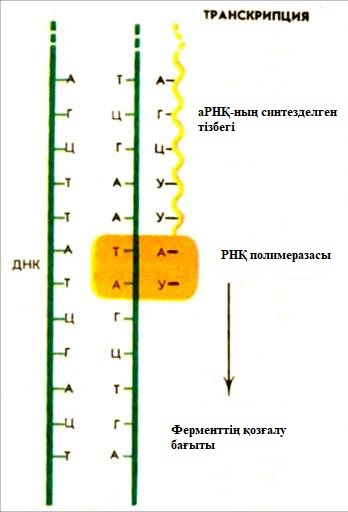 ТРАНСКРИПЦИЯ
А Т А
Г Ц Г
аРНҚ-ның синтезделген
тізбегі
Ц Г Ц
Т А У
Т А У
А Т А
РНҚ полимеразасы
ДНК
Т А У
Ц Г
Г Ц
А Т
Ц Г
Ферменттің қозғалу
бағыты
Т А